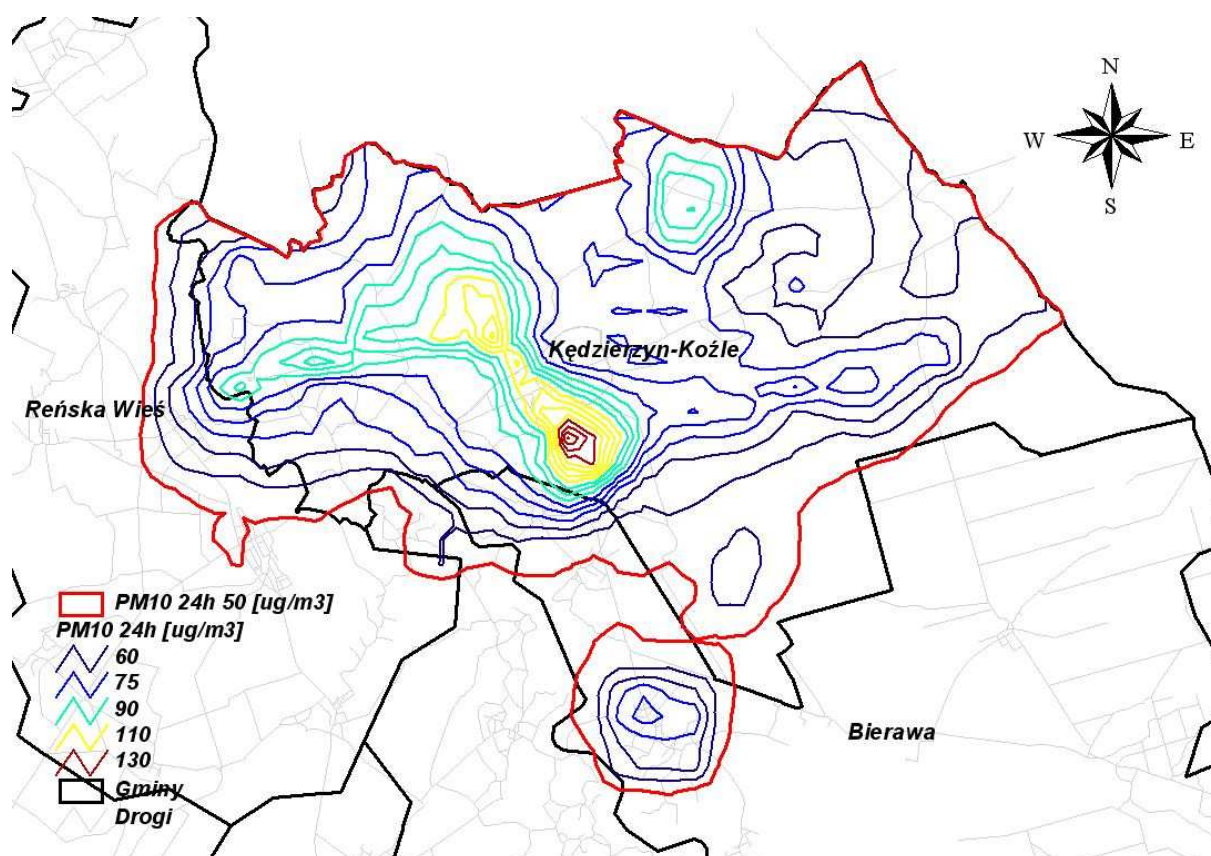 N
W E
S
Kędzierzyn-Koźle
Reńska Wieś
PM10 24h 50 [ug/m3]
PM10 24h [ug/m3]
60
75
90
110
130
Gminy
Drogi
Bierawa